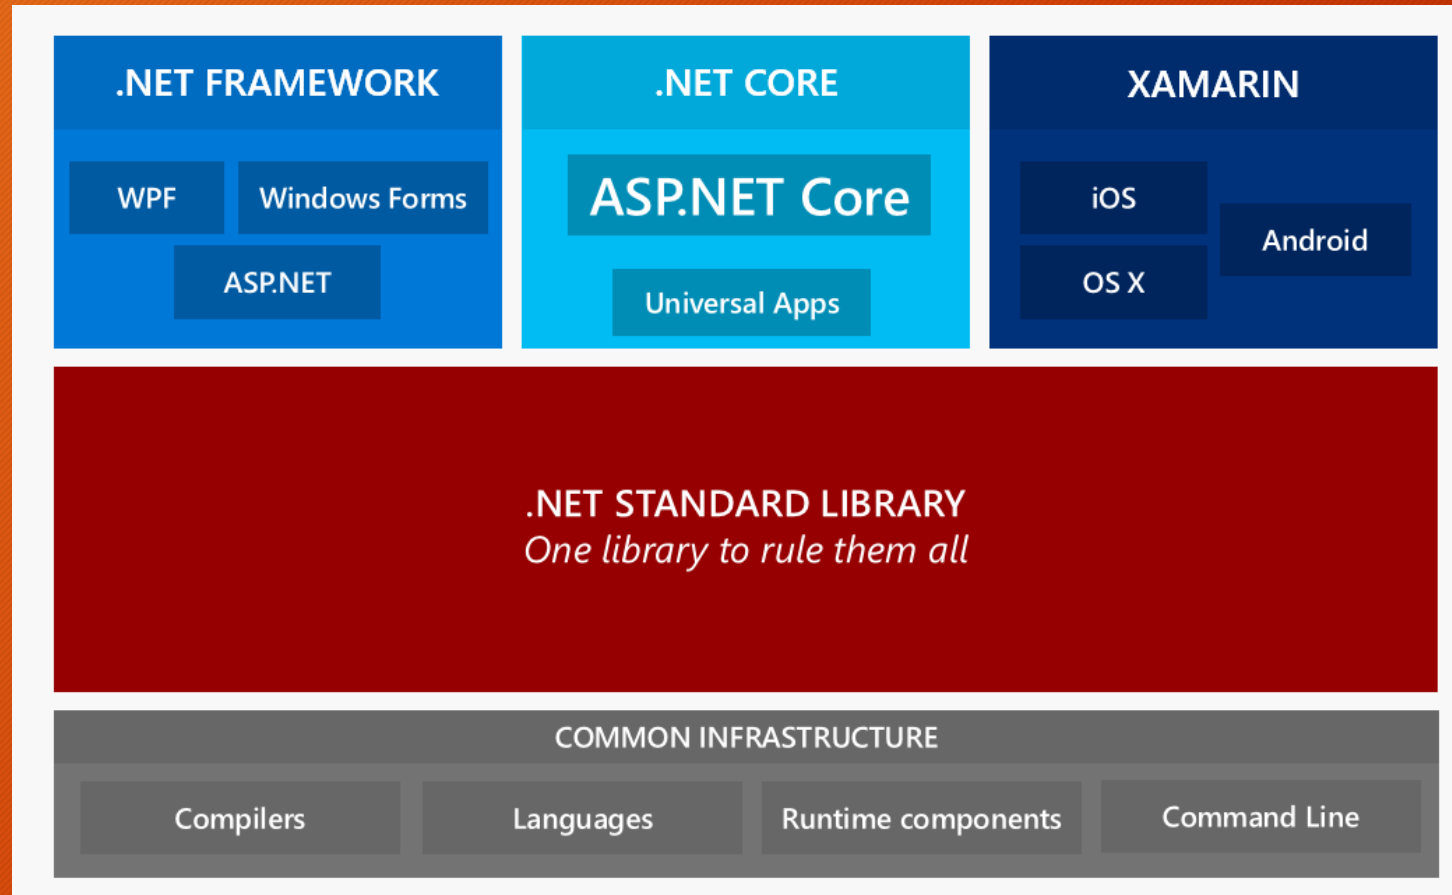 .NET FRAMEWORK
WPF
Windows Forms
ASP.NET
.NET CORE
ASP.NET Core
Universal Apps
XAMARIN
iOS
Android
OS X
.NET STANDARD LIBRARY
One library to rule them all
COMMON INFRASTRUCTURE
Compilers
Languages
Runtime components
Command Line